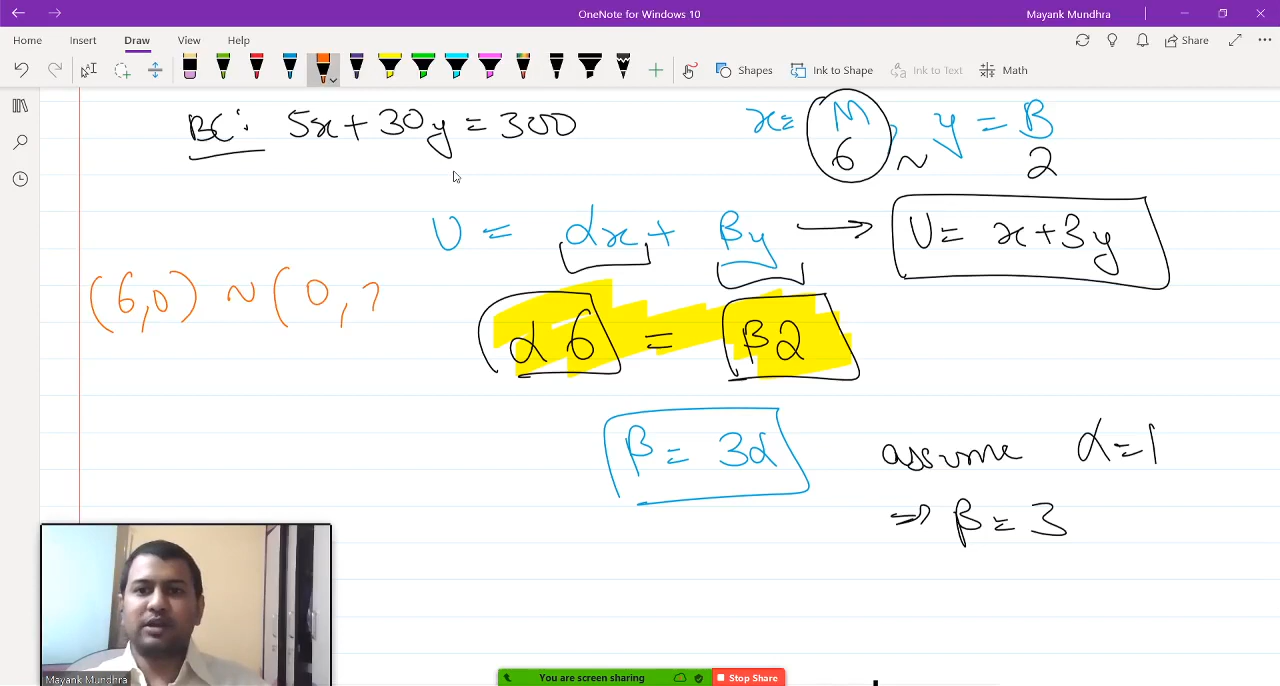 OneNote for Windows 10
Mayank Mundhra
Home Insert Draw View Help
Share
Shapes Ink to Shape Ink to Text Math
BC: 5x + 30y = 300
x = M, y = B
6 ~ 2
U = αx + βy → U = x + 3y
(6,0) ~ (0,
α6 = β2
β = 3α
assume α = 1
⇒ β = 3
Mayank Mundhra
You are screen sharing Stop Share